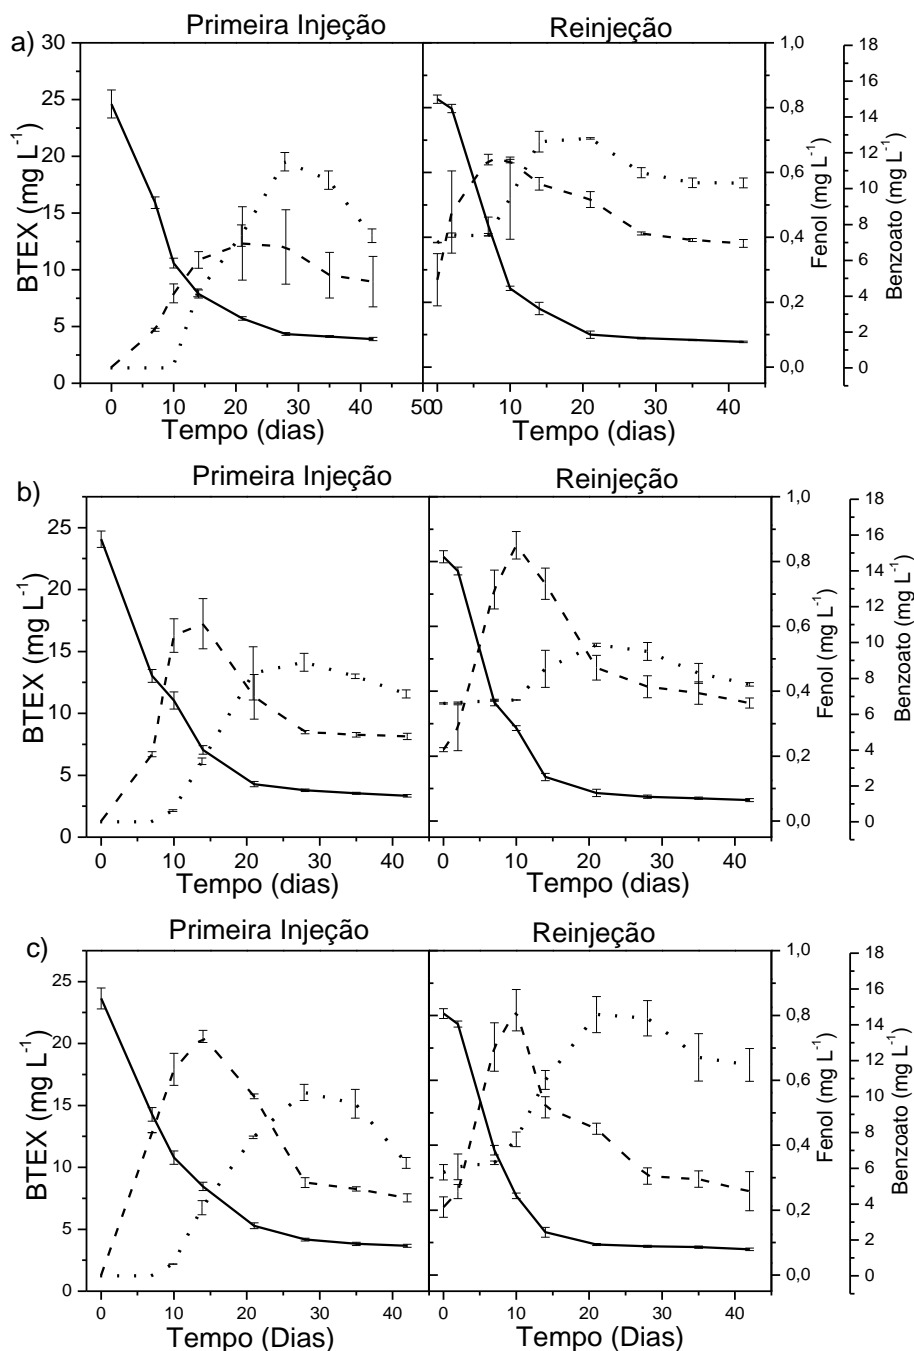 Primeira Injeção Reinjeção
a)
30 25 20 15 10 5 0
BTEX (mg L⁻¹)
1,0 0,8 0,6 0,4 0,2 0,0
Fenol (mg L⁻¹)
18 16 14 12 10 8 6 4 2 0
Benzoato (mg L⁻¹)
0 10 20 30 40 50 0 10 20 30 40
Tempo (dias) Tempo (dias)
Primeira Injeção Reinjeção
b)
25 20 15 10 5 0
BTEX (mg L⁻¹)
1,0 0,8 0,6 0,4 0,2 0,0
Fenol (mg L⁻¹)
18 16 14 12 10 8 6 4 2 0
Benzoato (mg L⁻¹)
0 10 20 30 40 0 10 20 30 40
Tempo (dias) Tempo (dias)
Primeira Injeção Reinjeção
c)
25 20 15 10 5 0
BTEX (mg L⁻¹)
1,0 0,8 0,6 0,4 0,2 0,0
Fenol (mg L⁻¹)
18 16 14 12 10 8 6 4 2 0
Benzoato (mg L⁻¹)
0 10 20 30 40 0 10 20 30 40
Tempo (Dias) Tempo (Dias)